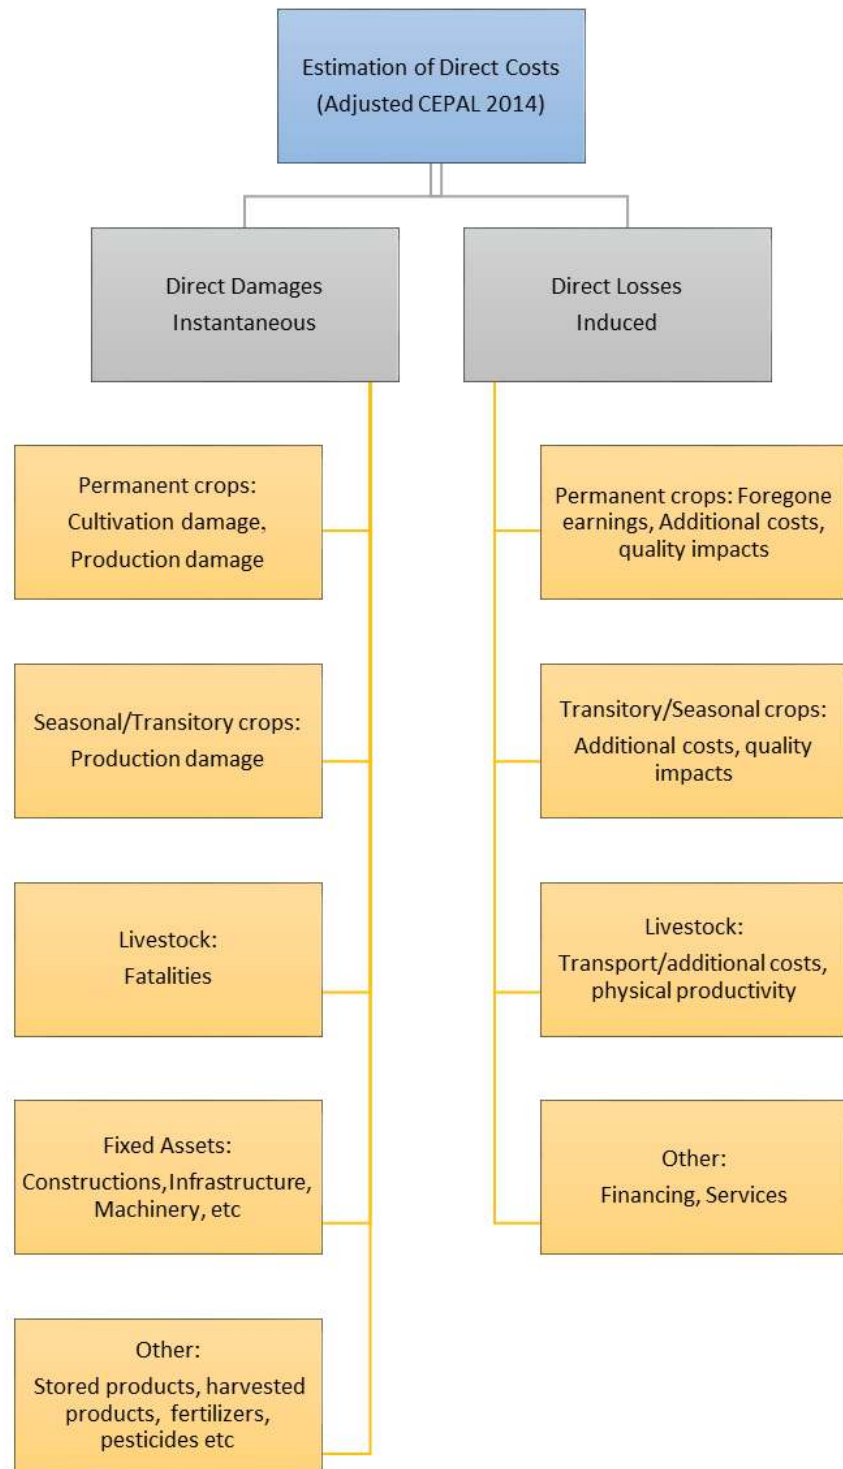 Estimation of Direct Costs
(Adjusted CEPAL 2014)
Direct Damages
Instantaneous
Direct Losses
Induced
Permanent crops:
Cultivation damage,
Production damage
Permanent crops: Foregone
earnings, Additional costs,
quality impacts
Seasonal/Transitory crops:
Production damage
Transitory/Seasonal crops:
Additional costs, quality
impacts
Livestock:
Fatalities
Livestock:
Transport/additional costs,
physical productivity
Fixed Assets:
Constructions,Infrastructure,
Machinery, etc
Other:
Financing, Services
Other:
Stored products, harvested
products, fertilizers,
pesticides etc